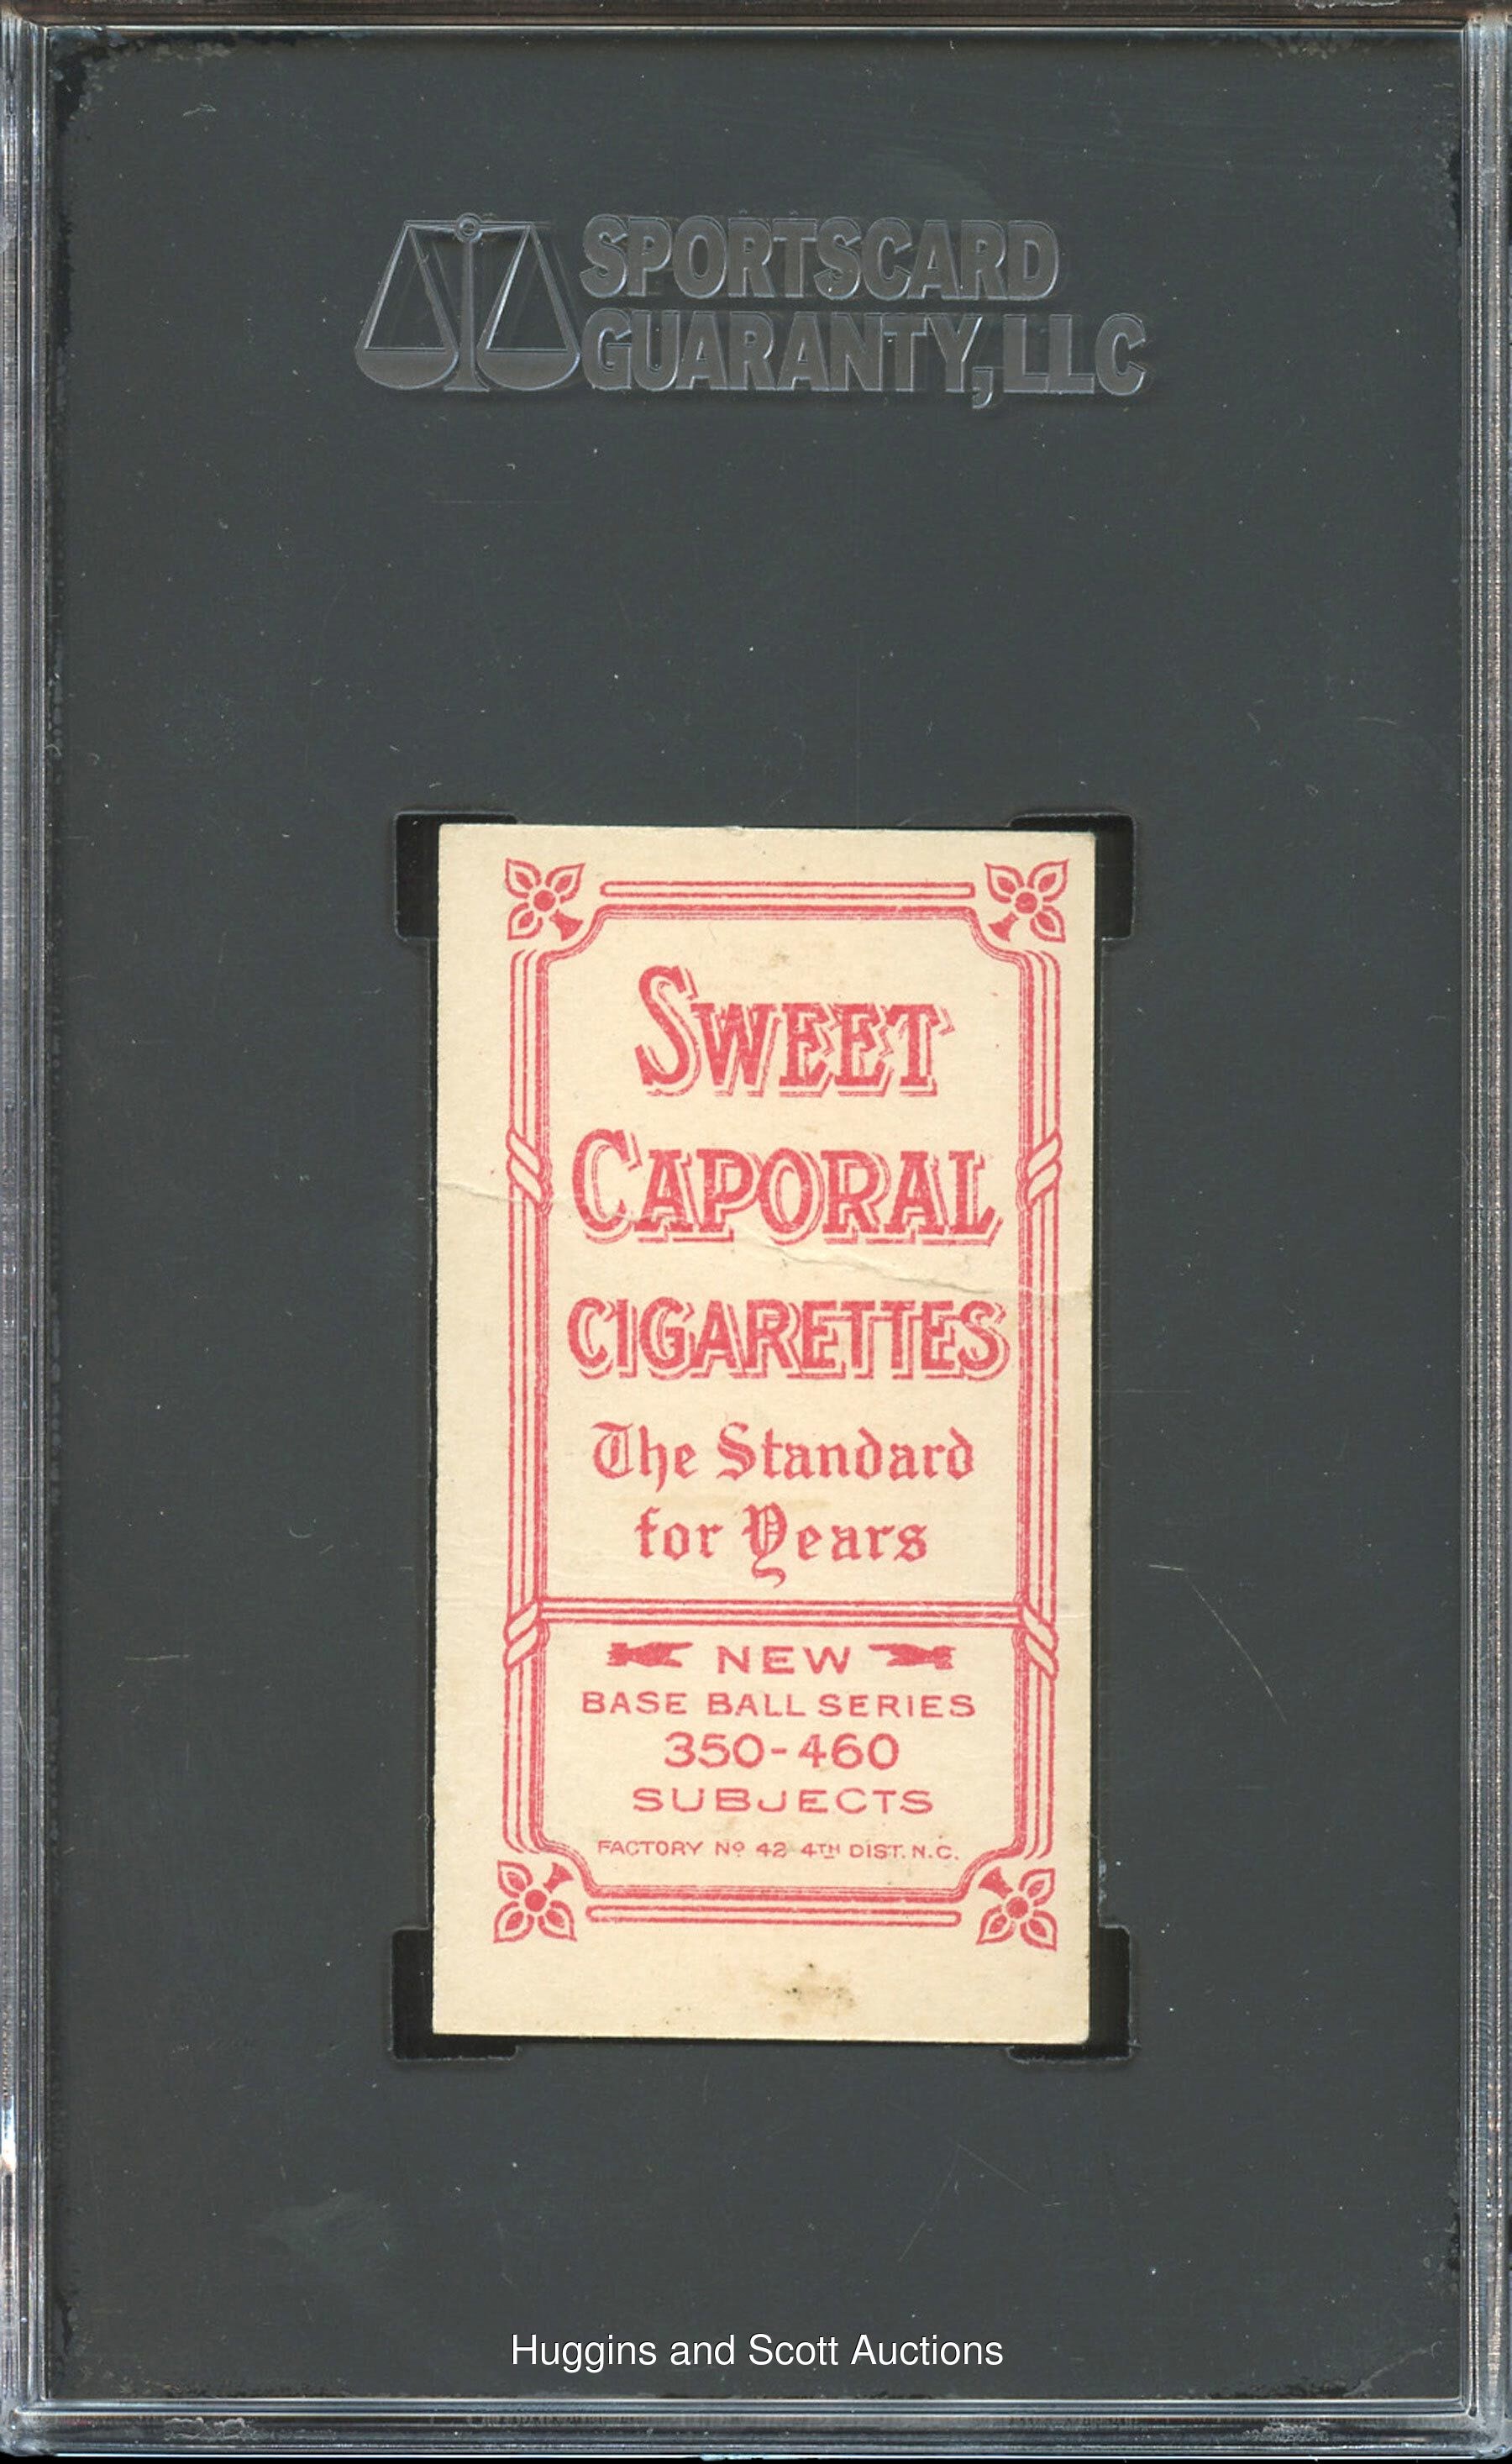 SPORTSCARD
GUARANTY, LLC
SWEET
CAPORAL
CIGARETTES
The Standard
for Years
NEW
BASE BALL SERIES
350-460
SUBJECTS
FACTORY Nº 42 4TH DIST. N.C.
Huggins and Scott Auctions